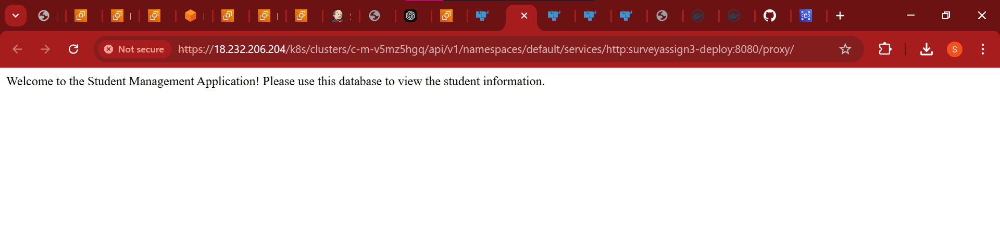 Not secure
https://18.232.206.204/k8s/clusters/c-m-v5mz5hgq/api/v1/namespaces/default/services/http:surveyassign3-deploy:8080/proxy/
S
Welcome to the Student Management Application! Please use this database to view the student information.